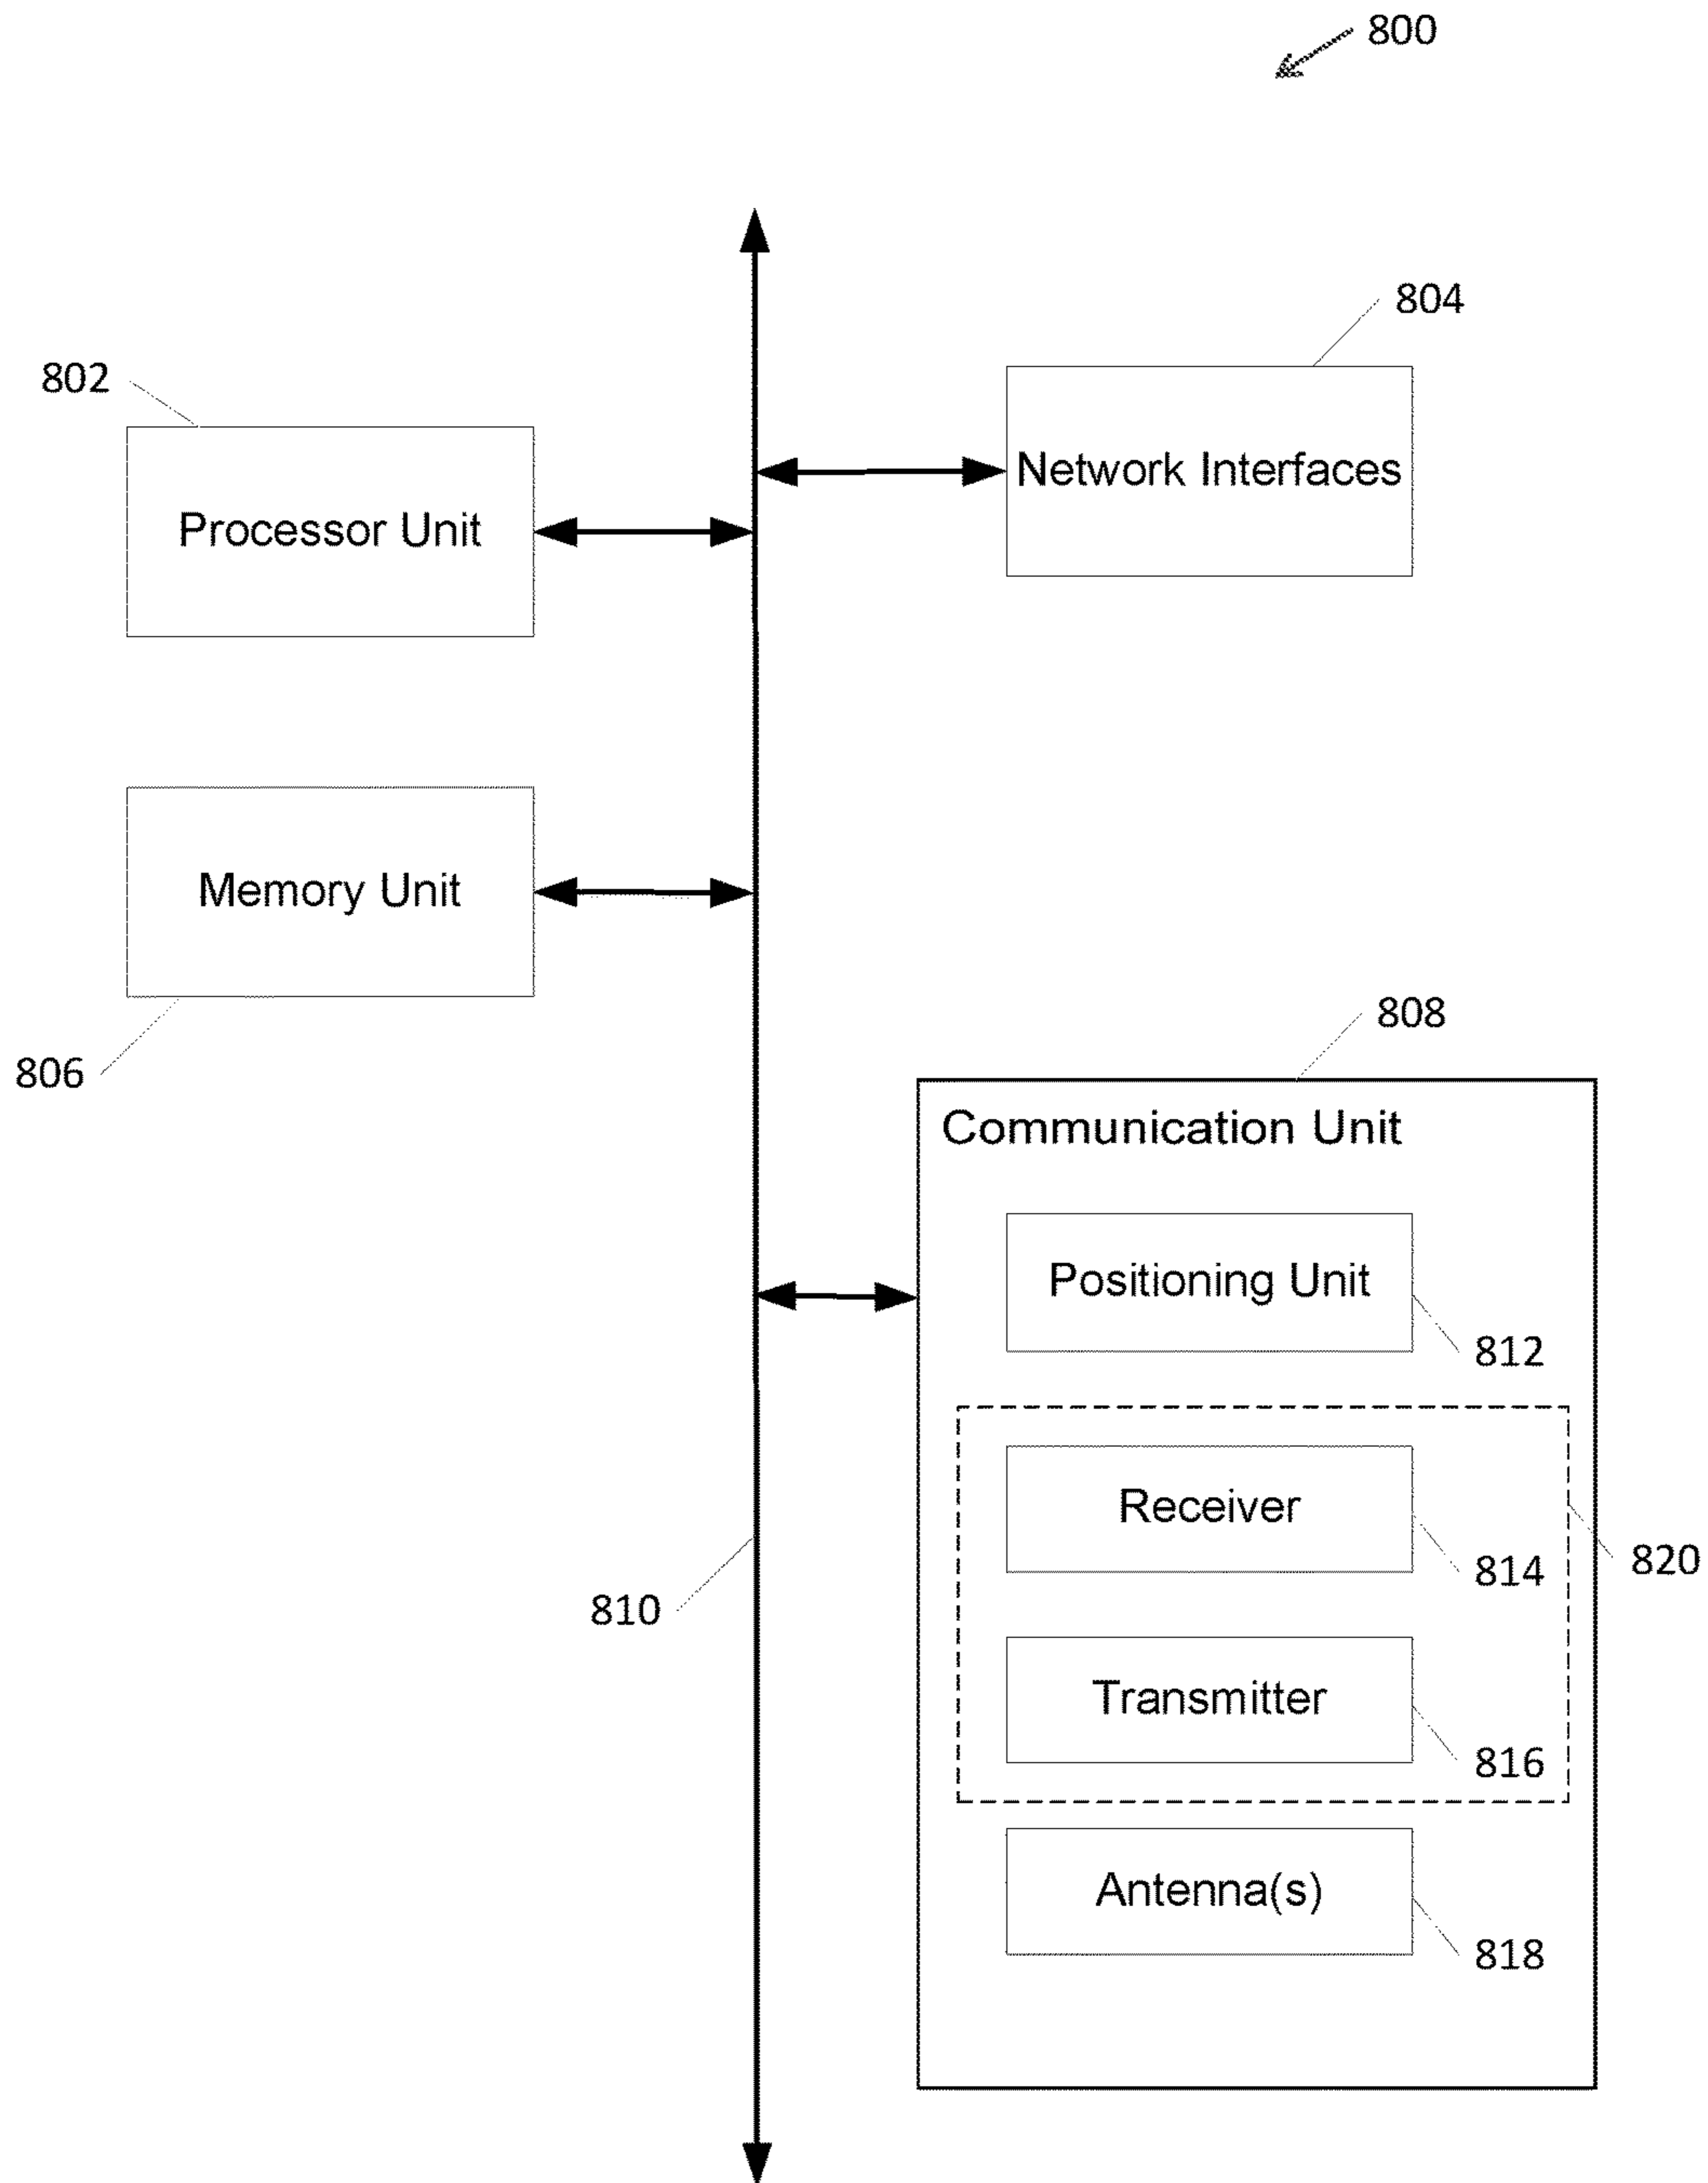 800
804
802
Network Interfaces
Processor Unit
Memory Unit
808
806
Communication Unit
Positioning Unit
812
Receiver
814
820
810
Transmitter
816
Antenna(s)
818